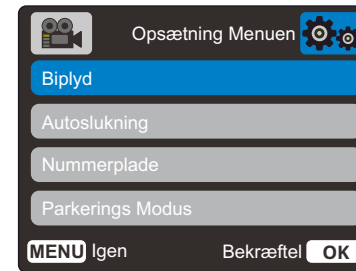 Opsætning Menuen
Biplyd
Autoslukning
Nummerplade
Parkerings Modus
MENU Igen Bekræftel OK